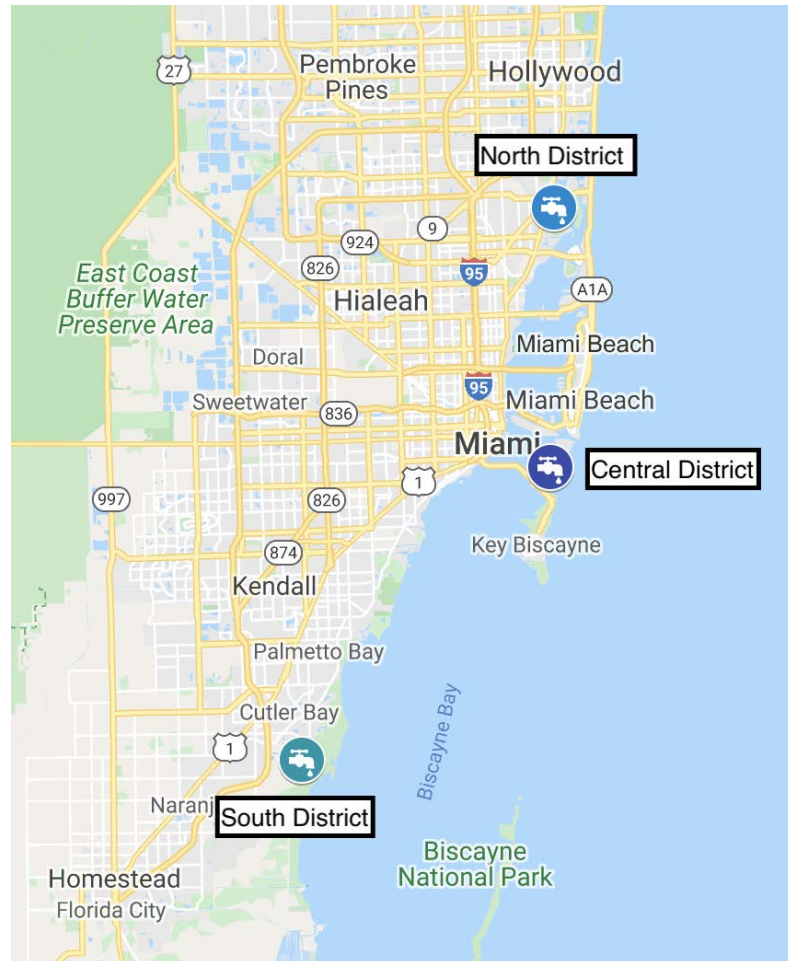 27
Pembroke
Pines
Hollywood
North District
9
924
826
95
East Coast
Buffer Water
Preserve Area
A1A
Hialeah
Miami Beach
Doral
95
Sweetwater
836
Miami Beach
Miami
Central District
1
997
826
Key Biscayne
874
Kendall
Palmetto Bay
Cutler Bay
Biscayne Bay
1
Naranj
South District
Biscayne
National Park
Homestead
Florida City